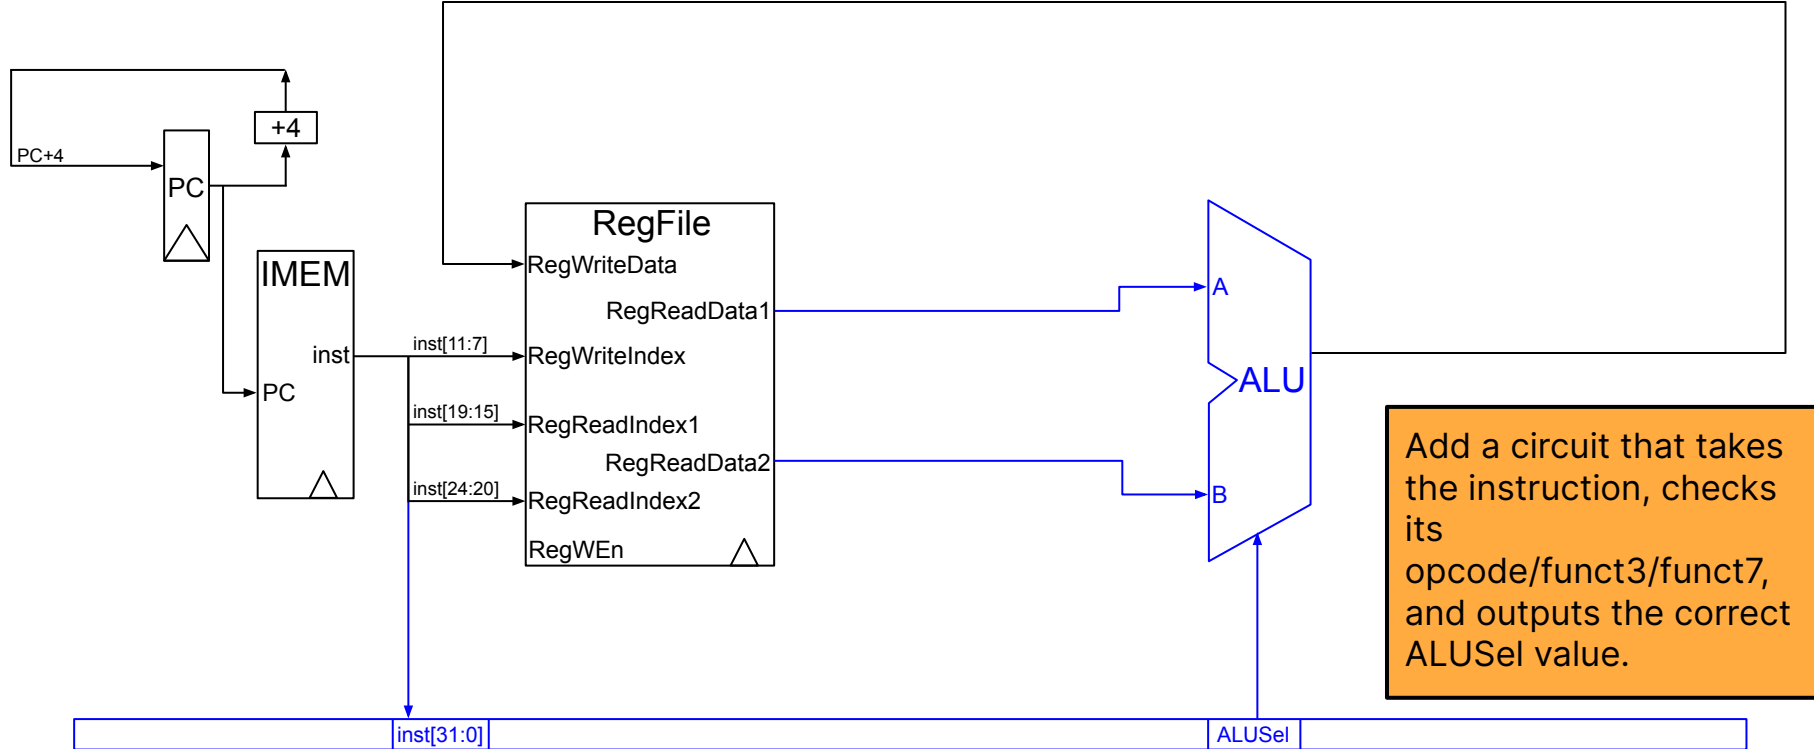 +4
PC+4
PC
IMEM
inst
PC
inst[11:7]
inst[19:15]
inst[24:20]
RegFile
RegWriteData
RegReadData1
RegWriteIndex
RegReadIndex1
RegReadData2
RegReadIndex2
RegWEn
A
ALU
B
Add a circuit that takes
the instruction, checks
its
opcode/funct3/funct7,
and outputs the correct
ALUSel value.
inst[31:0]
ALUSel